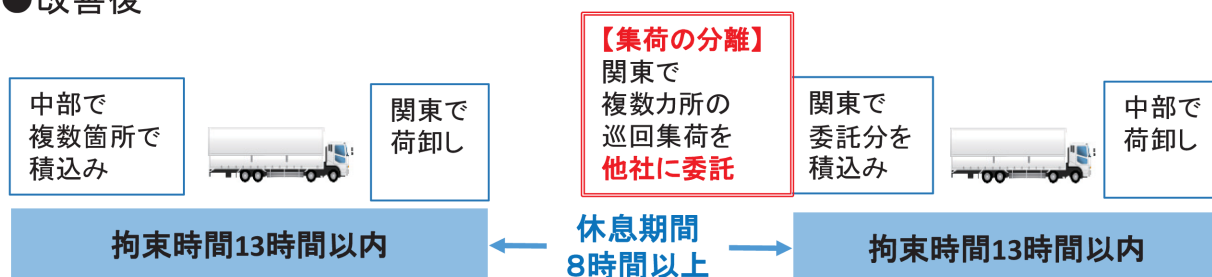 ●改善後
中部で
複数箇所で
積込み
関東で
荷卸し
【集荷の分離】
関東で
複数カ所の
巡回集荷を
他社に委託
関東で
委託分を
積込み
中部で
荷卸し
拘束時間13時間以内
休息期間
8時間以上
拘束時間13時間以内